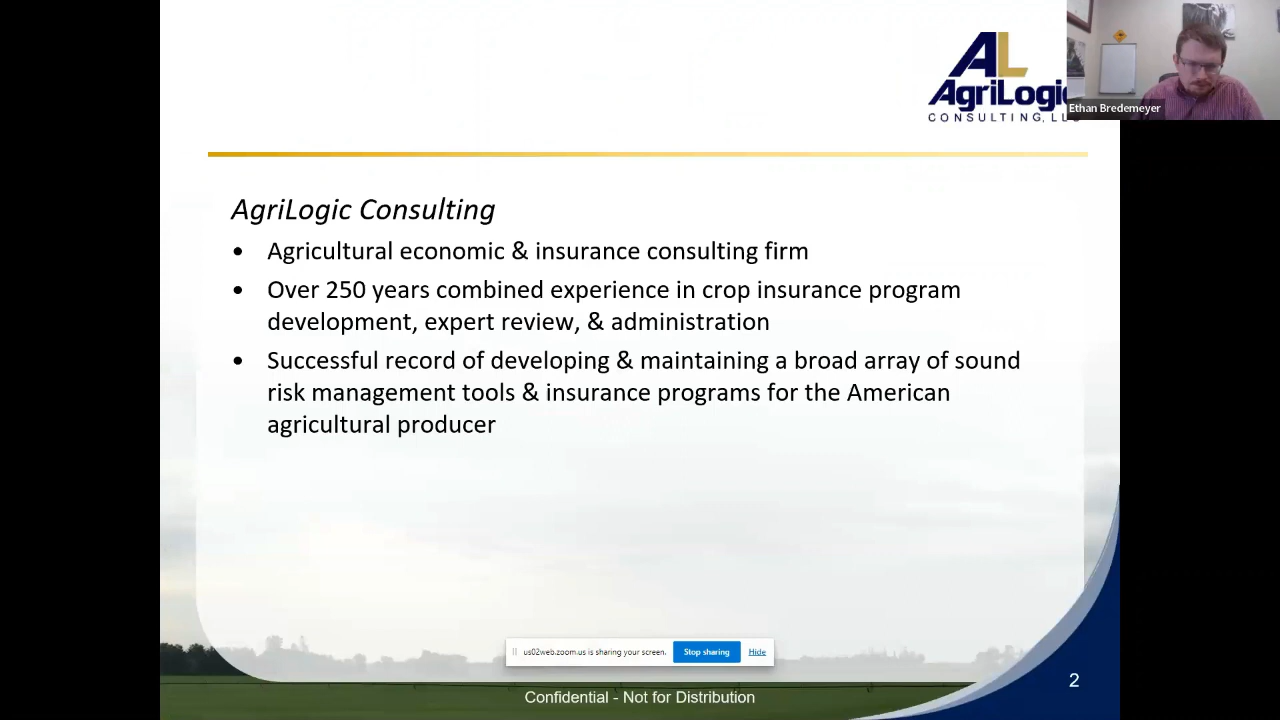 AL
AgriLogic
CONSULTING, LLC
Ethan Bredemeyer
AgriLogic Consulting
• Agricultural economic & insurance consulting firm
• Over 250 years combined experience in crop insurance program
development, expert review, & administration
• Successful record of developing & maintaining a broad array of sound
risk management tools & insurance programs for the American
agricultural producer
us02web.zoom.us is sharing your screen. Stop sharing Hide
2
Confidential - Not for Distribution